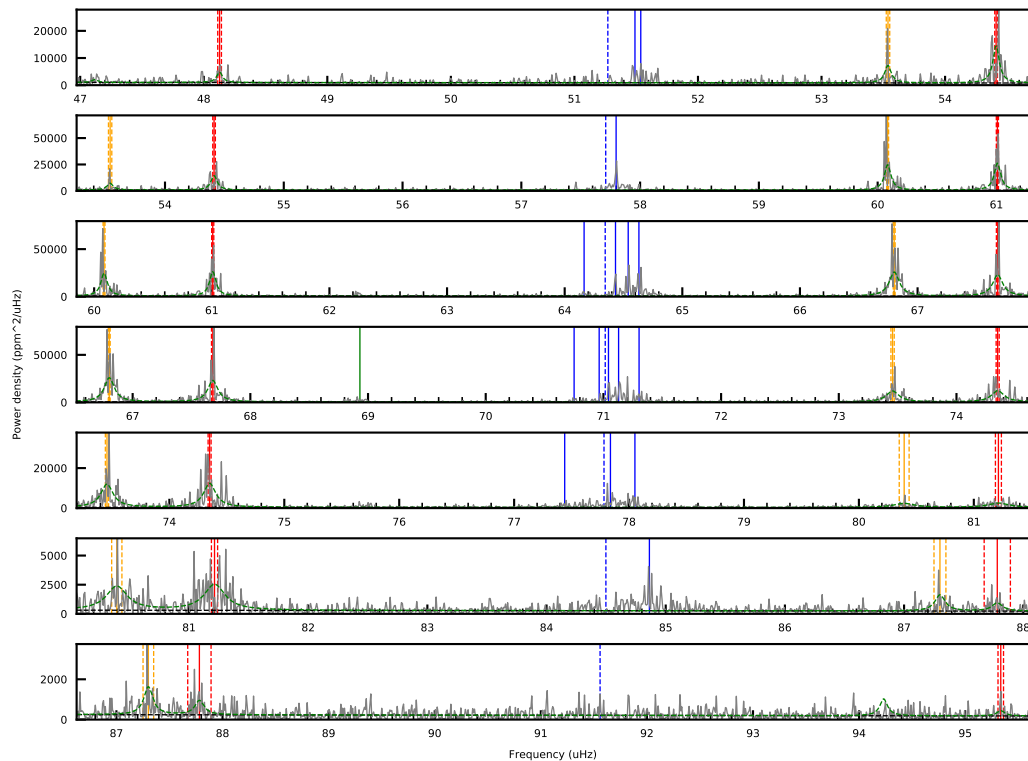 20000
10000
0
47 48 49 50 51 52 53 54
50000
25000
0
54 55 56 57 58 59 60 61
50000
0
60 61 62 63 64 65 66 67
50000
0
67 68 69 70 71 72 73 74
Power density (ppm^2/uHz)
20000
0
74 75 76 77 78 79 80 81
5000
2500
0
81 82 83 84 85 86 87 88
2000
0
87 88 89 90 91 92 93 94 95
Frequency (uHz)